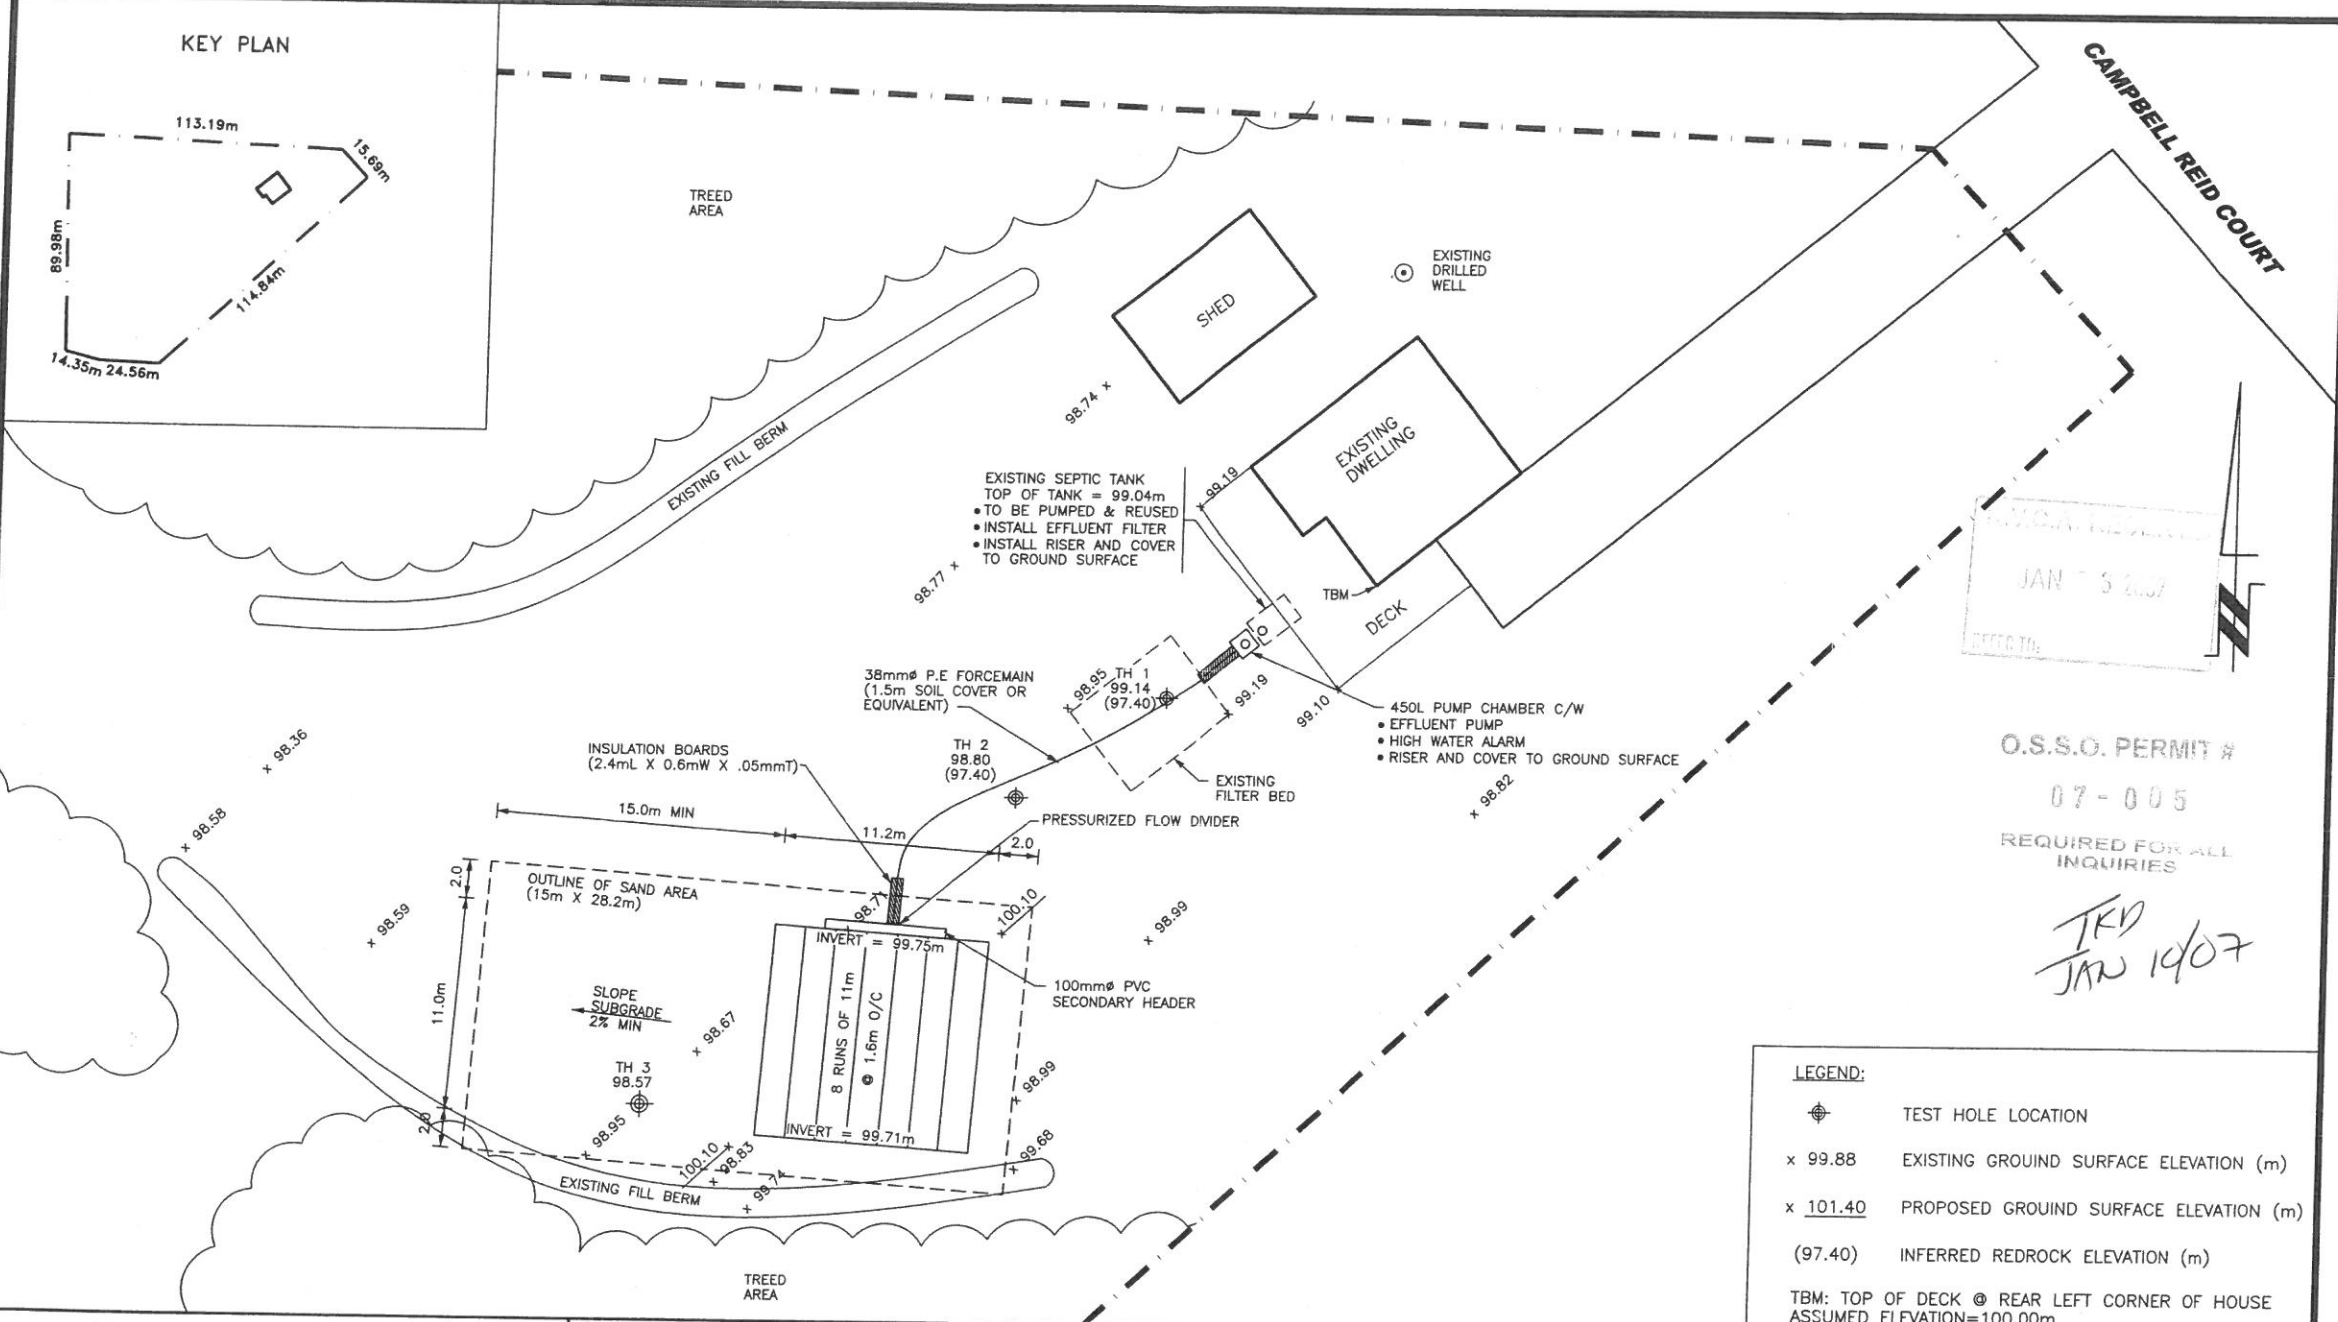 KEY PLAN
113.19m
15.69m
89.98m
114.84m
14.35m 24.56m
CAMPBELL REID COURT
TREED
AREA
EXISTING
DRILLED
WELL
SHED
98.74 x
EXISTING FILL BERM
EXISTING
DWELLING
EXISTING SEPTIC TANK
TOP OF TANK = 99.04m
• TO BE PUMPED & REUSED
• INSTALL EFFLUENT FILTER
• INSTALL RISER AND COVER
TO GROUND SURFACE
99.19
98.77 x
TBM
DECK
JAN
38mmø P.E FORCEMAIN
(1.5m SOIL COVER OR
EQUIVALENT)
98.95
TH 1
99.14
(97.40)
99.19
99.10
450L PUMP CHAMBER C/W
• EFFLUENT PUMP
• HIGH WATER ALARM
• RISER AND COVER TO GROUND SURFACE
x 98.36
INSULATION BOARDS
(2.4mL X 0.6mW X .05mmT)
TH 2
98.80
(97.40)
EXISTING
FILTER BED
x 98.82
O.S.S.O. PERMIT #
07-005
REQUIRED FOR ALL
INQUIRIES
JAN 10/07
x 98.58
15.0m MIN
11.2m
2.0
PRESSURIZED FLOW DIVIDER
2.0
OUTLINE OF SAND AREA
(15m X 28.2m)
98.71
100.10
x 98.59
x 98.99
INVERT = 99.75m
100mmø PVC
SECONDARY HEADER
11.0m
SLOPE
SUBGRADE
2% MIN
x 98.67
8 RUNS OF 11m
@ 1.6m O/C
TH 3
98.57
x 98.99
2.0
98.95
INVERT = 99.71m
100.10
98.83
99.74
99.68
EXISTING FILL BERM
TREED
AREA
LEGEND:
TEST HOLE LOCATION
x 99.88 EXISTING GROUIND SURFACE ELEVATION (m)
x 101.40 PROPOSED GROUIND SURFACE ELEVATION (m)
(97.40) INFERRED REDROCK ELEVATION (m)
TBM: TOP OF DECK @ REAR LEFT CORNER OF HOUSE
ASSUMED ELEVATION=100.00m